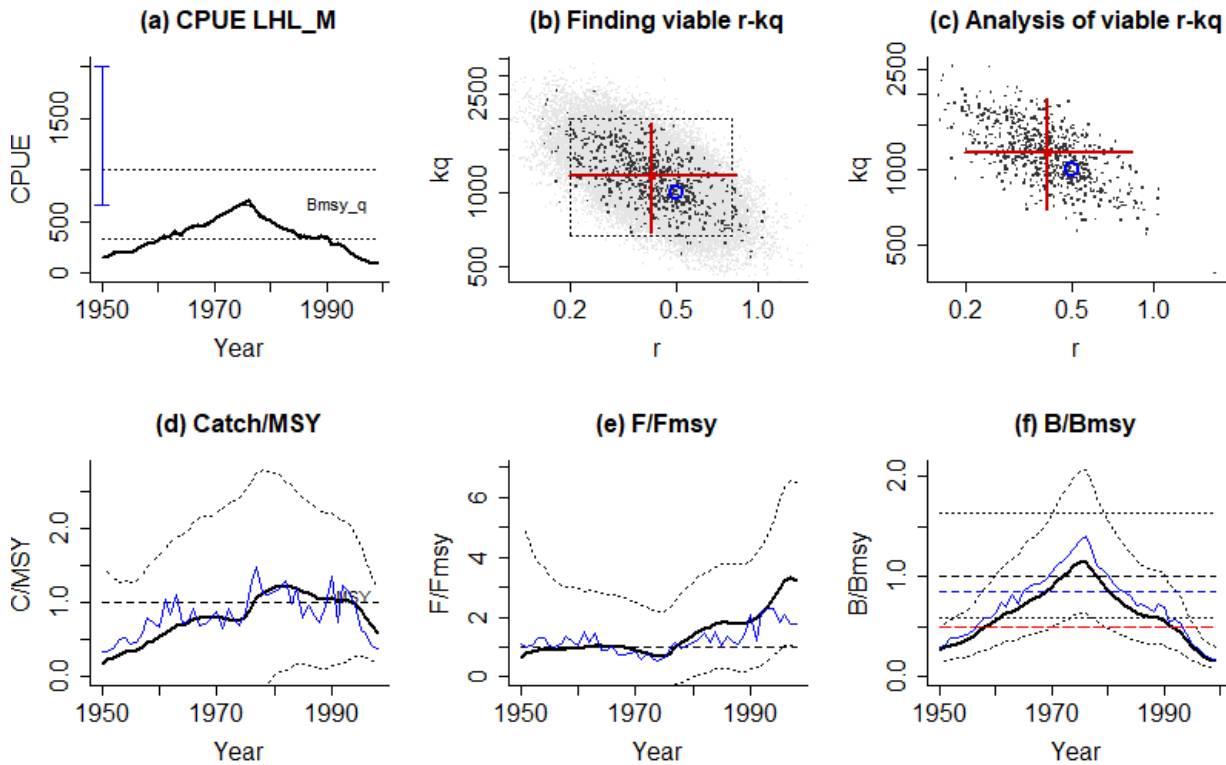 (a) CPUE LHL_M
(b) Finding viable r-kq
(c) Analysis of viable r-kq
CPUE
0
500
1500
Bmsy_q
1950
1970
1990
Year
kq
500
1000
2500
0.2
0.5
1.0
r
kq
500
1000
2500
0.2
0.5
1.0
r
(d) Catch/MSY
(e) F/Fmsy
(f) B/Bmsy
C/MSY
0.0
1.0
2.0
MSY
1950
1970
1990
Year
F/Fmsy
0
2
4
6
1950
1970
1990
Year
B/Bmsy
0.0
1.0
2.0
1950
1970
1990
Year